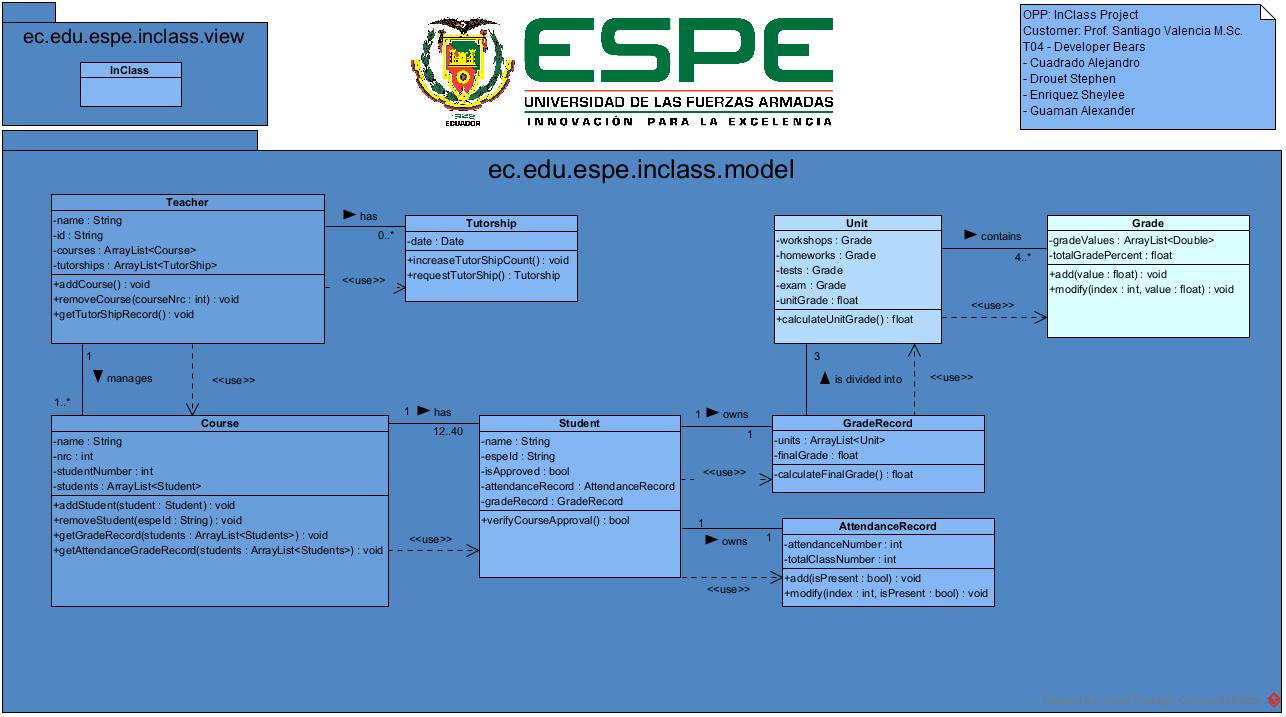 ec.edu.espe.inclass.view
InClass
ESPE
UNIVERSIDAD DE LAS FUERZAS ARMADAS
INNOVACIÓN PARA LA EXCELENCIA
1922
ECUADOR
OPP: InClass Project
Customer: Prof. Santiago Valencia M.Sc.
T04 - Developer Bears
- Cuadrado Alejandro
- Drouet Stephen
- Enriquez Sheylee
- Guaman Alexander
ec.edu.espe.inclass.model
Teacher
-name : String
-id : String
-courses : ArrayList<Course>
-tutorships : ArrayList<TutorShip>
+addCourse() : void
+removeCourse(courseNrc : int) : void
+getTutorShipRecord() : void
has
0..*
<<use>>
Tutorship
-date : Date
+increaseTutorShipCount() : void
+requestTutorShip() : Tutorship
Unit
-workshops : Grade
-homeworks : Grade
-tests : Grade
-exam : Grade
-unitGrade : float
+calculateUnitGrade() : float
contains
4..*
<<use>>
Grade
-gradeValues : ArrayList<Double>
-totalGradePercent : float
+add(value : float) : void
+modify(index : int, value : float) : void
1
manages
1..*
<<use>>
3
is divided into
<<use>>
Course
-name : String
-nrc : int
-studentNumber : int
-students : ArrayList<Student>
+addStudent(student : Student) : void
+removeStudent(espeId : String) : void
+getGradeRecord(students : ArrayList<Students>) : void
+getAttendanceGradeRecord(students : ArrayList<Students>) : void
1
has
12..40
<<use>>
Student
-name : String
-espeId : String
-isApproved : bool
-attendanceRecord : AttendanceRecord
-gradeRecord : GradeRecord
+verifyCourseApproval() : bool
1
owns
1
<<use>>
GradeRecord
-units : ArrayList<Unit>
-finalGrade : float
-calculateFinalGrade() : float
1
owns
1
<<use>>
AttendanceRecord
-attendanceNumber : int
-totalClassNumber : int
+add(isPresent : bool) : void
+modify(index : int, isPresent : bool) : void